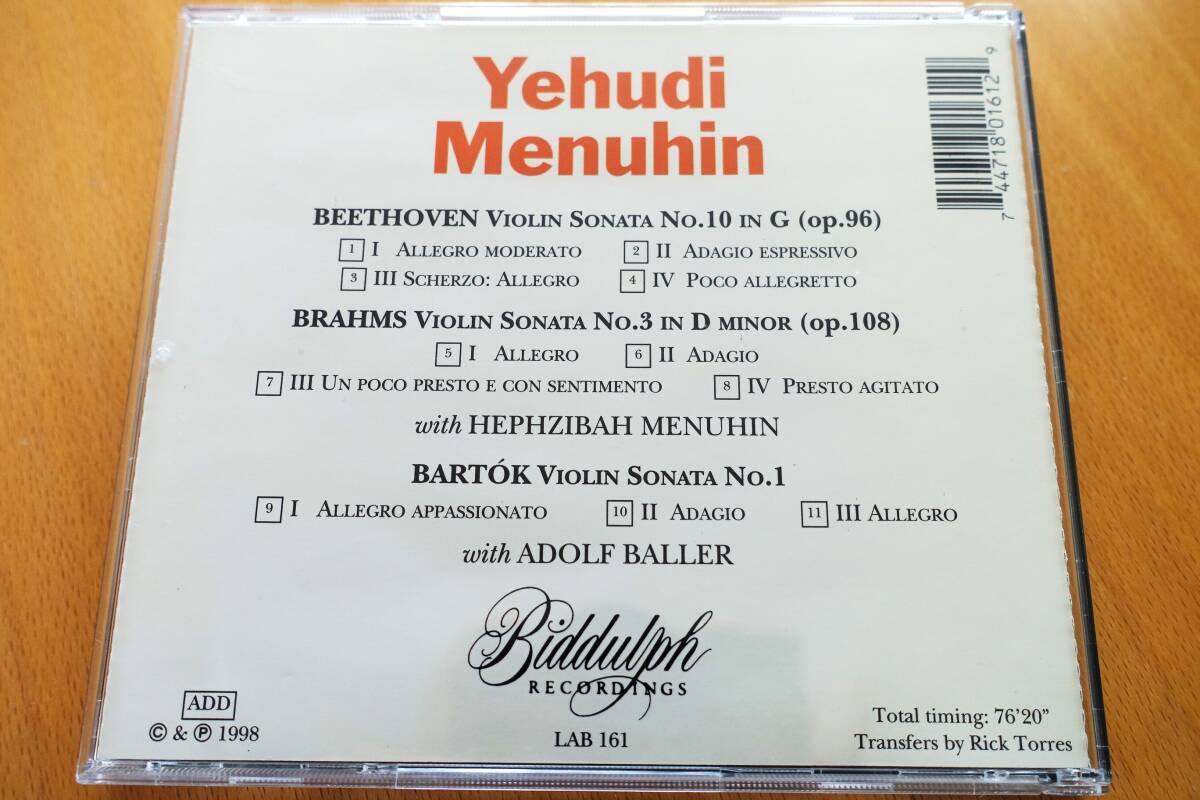 Yehudi
Menuhin
7 44718 01612 9
BEETHOVEN VIOLIN SONATA NO.10 IN G (op.96)
1 I ALLEGRO MODERATO 2 II ADAGIO ESPRESSIVO
3 III SCHERZO: ALLEGRO 4 IV POCO ALLEGRETTO
BRAHMS VIOLIN SONATA NO.3 IN D MINOR (op.108)
5 I ALLEGRO 6 II ADAGIO
7 III UN POCO PRESTO E CON SENTIMENTO 8 IV PRESTO AGITATO
with HEPHZIBAH MENUHIN
BARTÓK VIOLIN SONATA NO.1
9 I ALLEGRO APPASSIONATO 10 II ADAGIO 11 III ALLEGRO
with ADOLF BALLER
Biddulph
RECORDINGS
LAB 161
ADD
© & ℗ 1998
Total timing: 76’20”
Transfers by Rick Torres